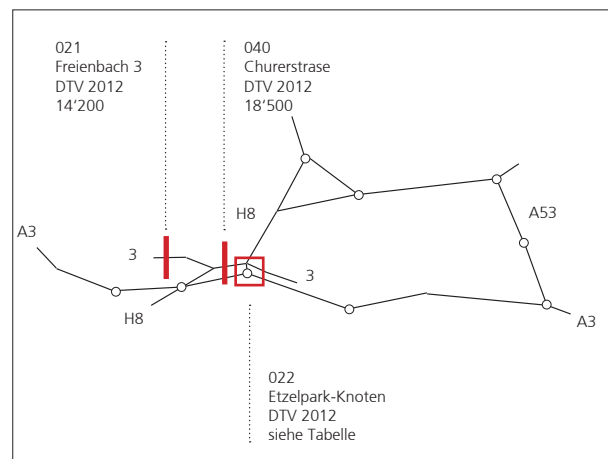 021
Freienbach 3
DTV 2012
14’200
040
Churerstrase
DTV 2012
18’500
H8
A53
A3
3
3
H8
A3
022
Etzelpark-Knoten
DTV 2012
siehe Tabelle